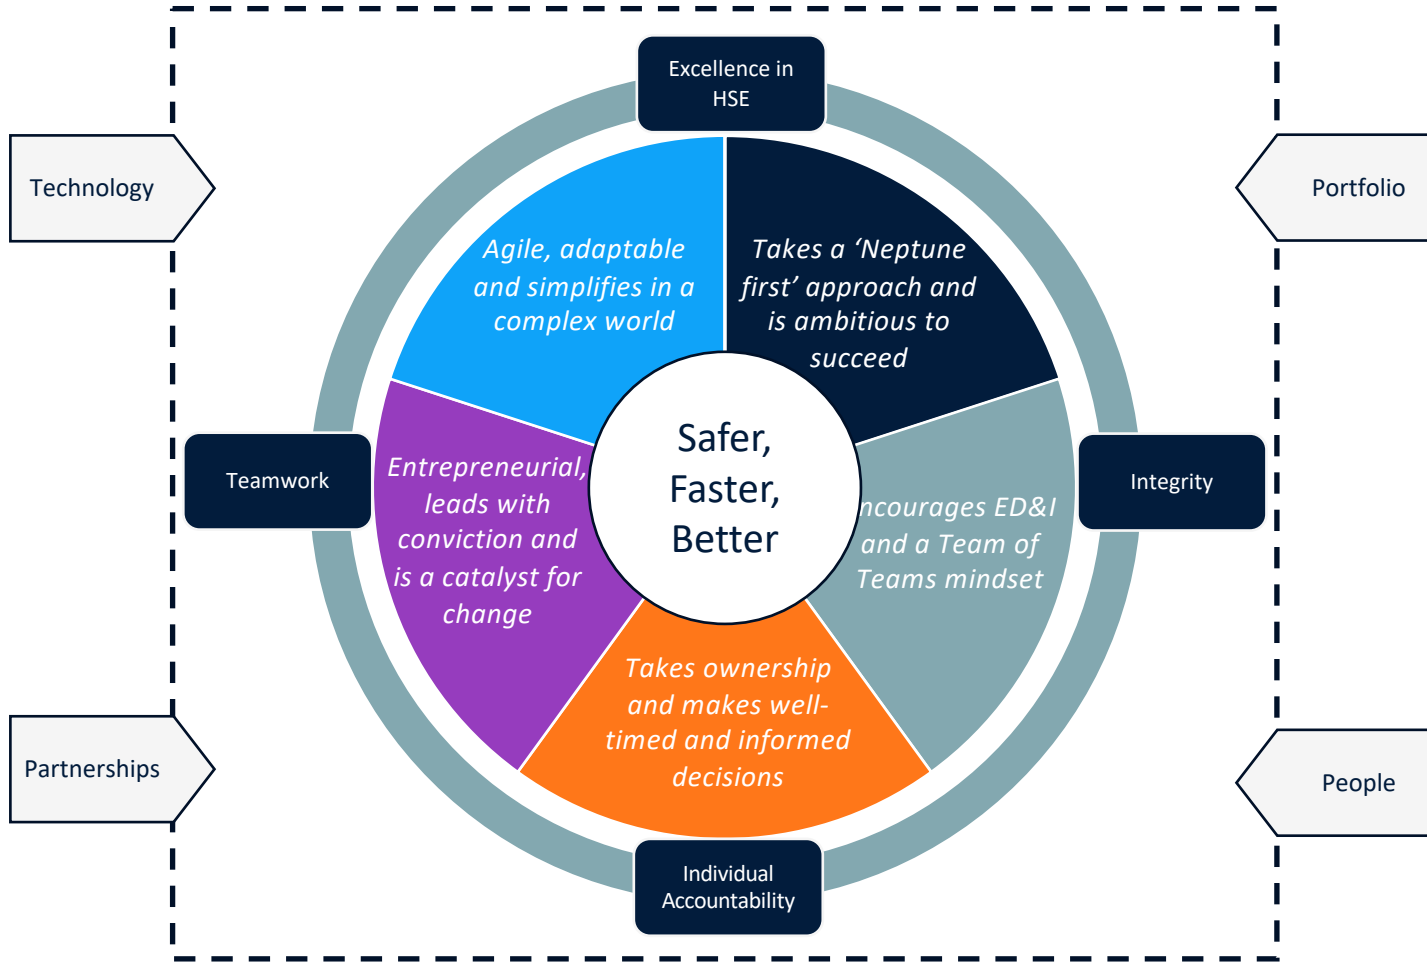 Excellence in
HSE
Technology
Portfolio
Agile, adaptable
and simplifies in a
complex world
Takes a ‘Neptune
first’ approach and
is ambitious to
succeed
Safer,
Faster,
Better
Teamwork
Integrity
Entrepreneurial,
leads with
conviction and
is a catalyst for
change
ncourages ED&I
and a Team of
Teams mindset
Takes ownership
and makes well-
timed and informed
decisions
Partnerships
People
Individual
Accountability